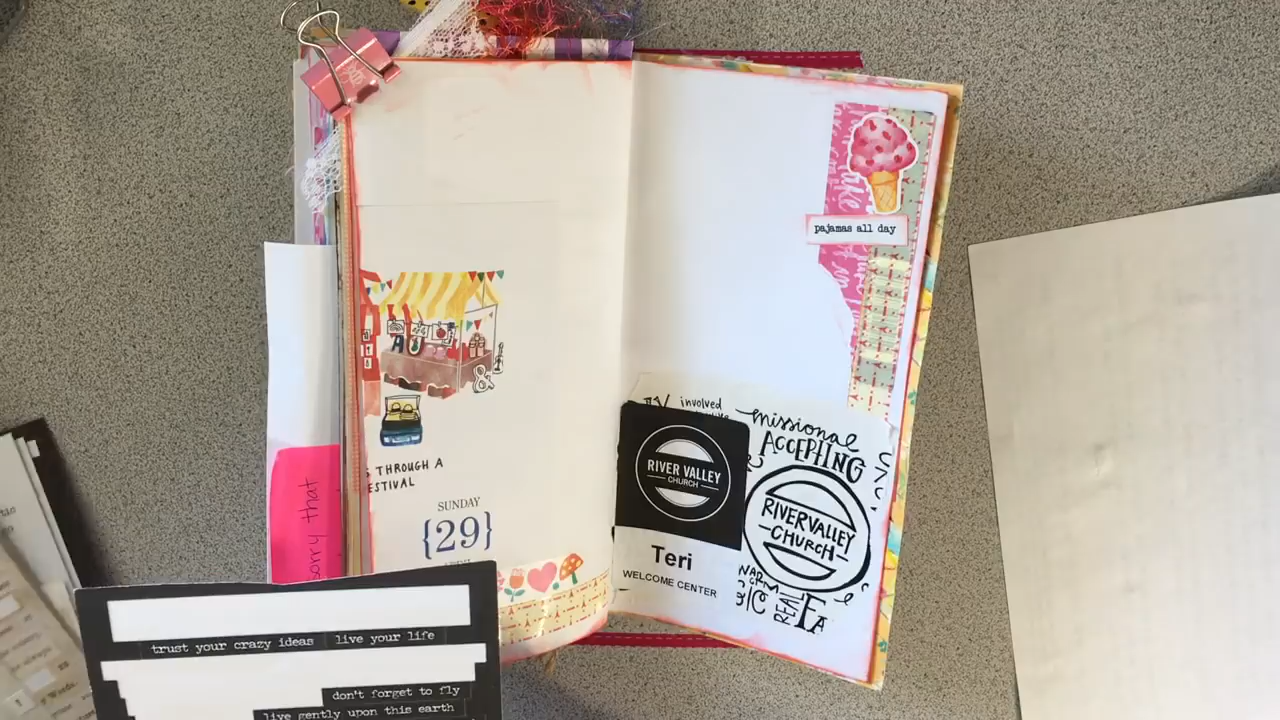 S THROUGH A
ESTIVAL
SUNDAY
{29}
sorry that
&
pajamas all day
involved
missional
ACCEPTING
RIVER VALLEY
CHURCH
RIVERVALLEY
CHURCH
Teri
WELCOME CENTER
WARM
REAL
trust your crazy ideas
live your life
don't forget to fly
live gently upon this earth